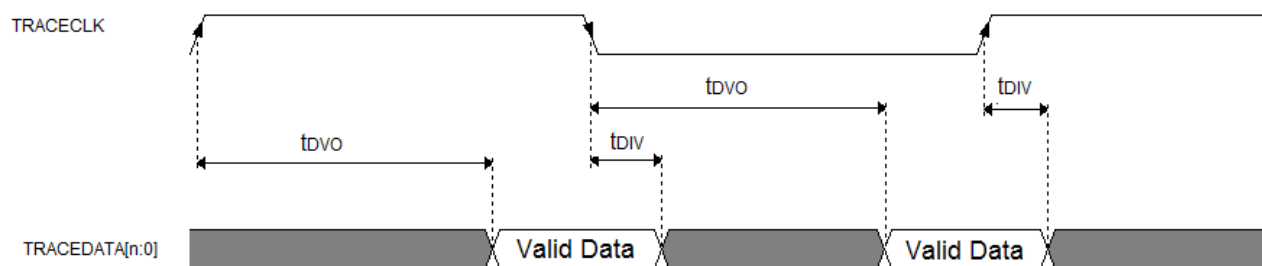 TRACECLK
tDVO
tDIV
tDVO
tDIV
TRACEDATA[n:0]
Valid Data
Valid Data